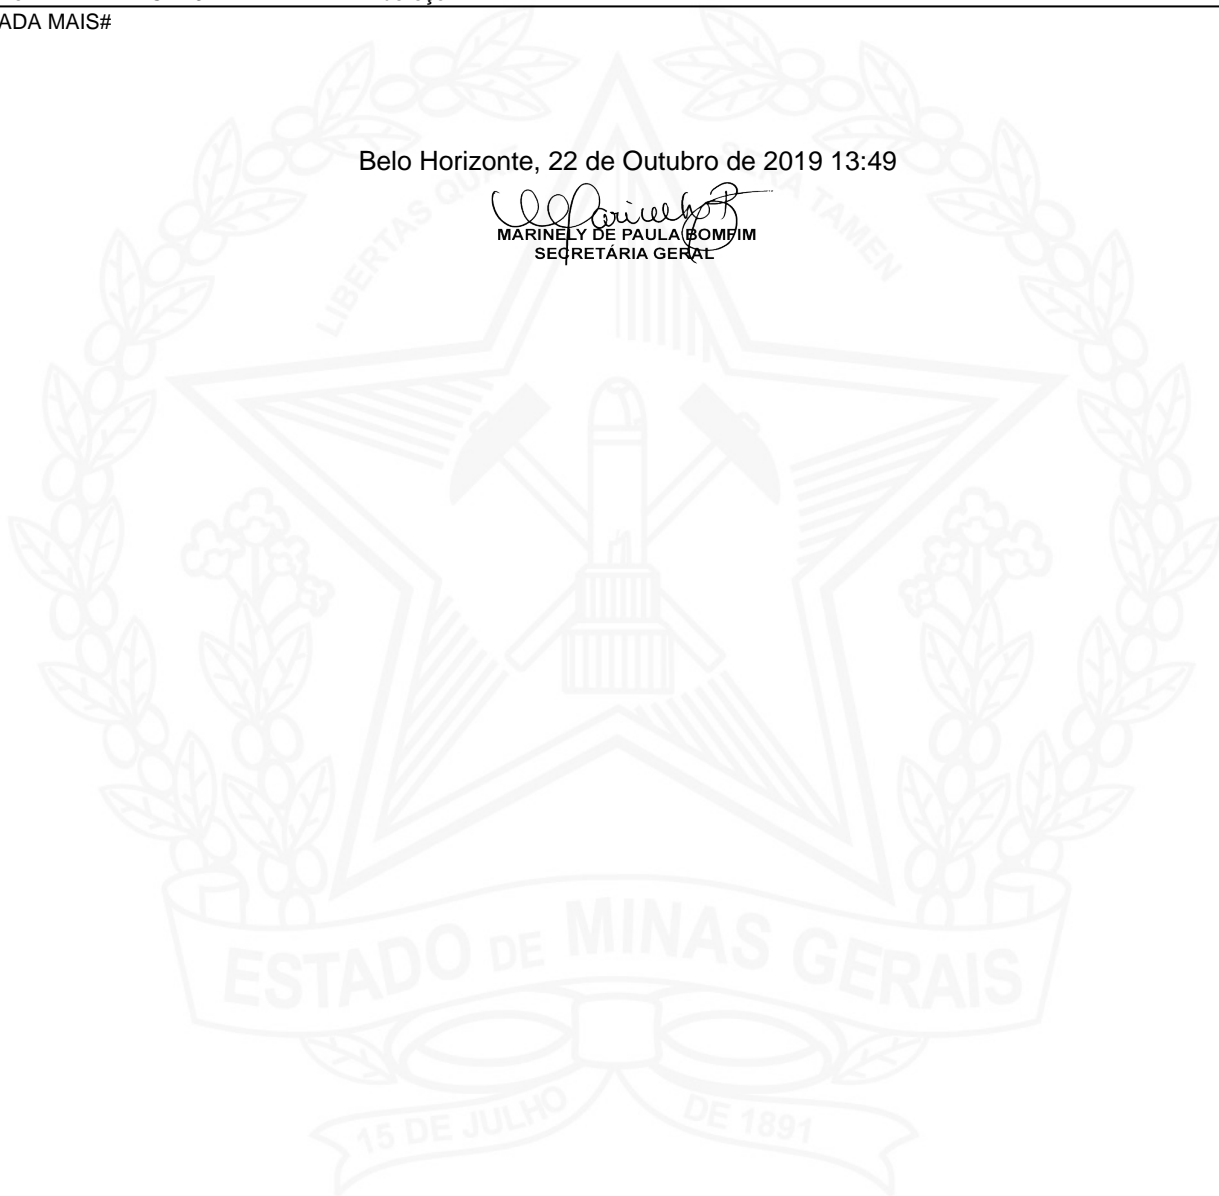 ADA MAIS#
Belo Horizonte, 22 de Outubro de 2019 13:49
MARINELY DE PAULA BOMFIM
SECRETÁRIA GERAL
LIBERTAS QUÆ SERA TAMEN
ESTADO DE MINAS GERAIS
15 DE JULHO DE 1891